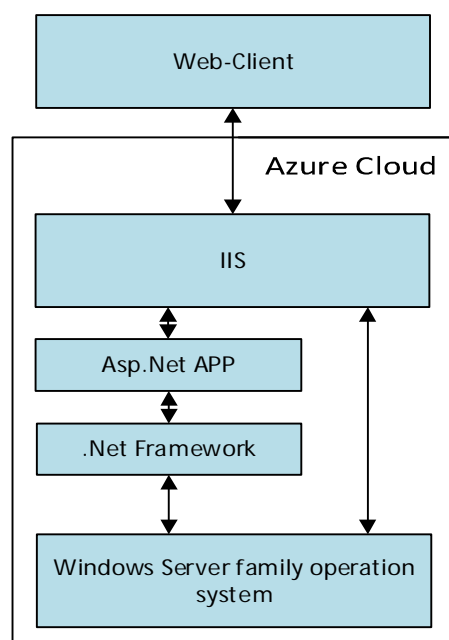 Web-Client
Azure Cloud
IIS
Asp.Net APP
.Net Framework
Windows Server family operation
system